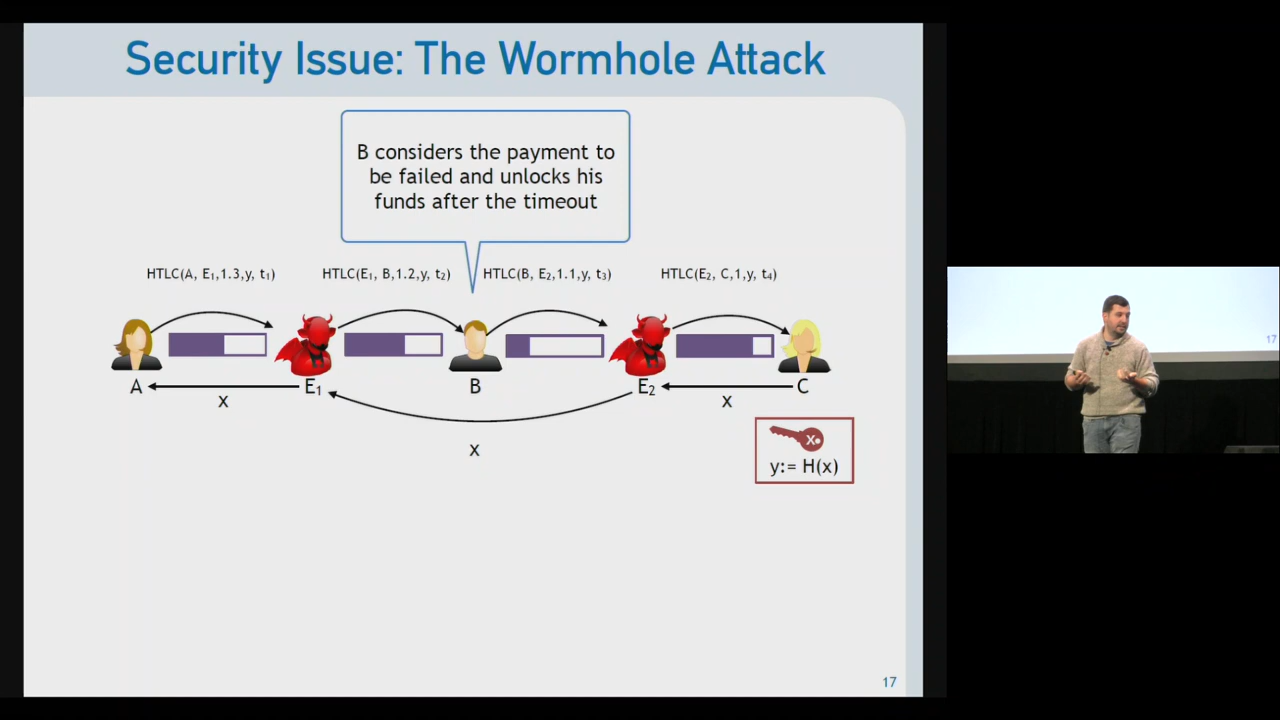 Security Issue: The Wormhole Attack
B considers the payment to
be failed and unlocks his
funds after the timeout
HTLC(A, E₁,1.3,y, t₁)
HTLC(E₁, B,1.2,y, t₂)
HTLC(B, E₂,1.1,y, t₃)
HTLC(E₂, C,1,y, t₄)
A
E₁
B
E₂
C
x
x
x
x
y:= H(x)
17
17